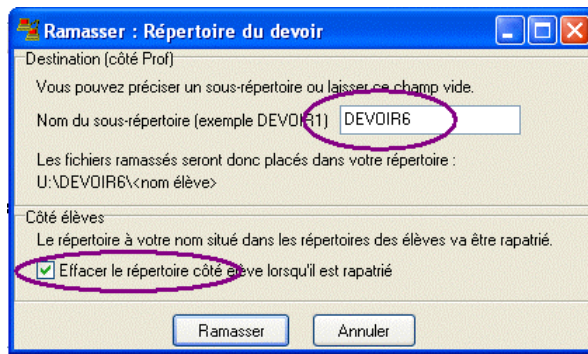 Ramasser : Répertoire du devoir
Destination (côté Prof)
Vous pouvez préciser un sous-répertoire ou laisser ce champ vide.
Nom du sous-répertoire (exemple DEVOIR1) DEVOIR6
Les fichiers ramassés seront donc placés dans votre répertoire :
U:\DEVOIR6\<nom élève>
Côté élèves
Le répertoire à votre nom situé dans les répertoires des élèves va être rapatrié.
Effacer le répertoire côté élève lorsqu'il est rapatrié
Ramasser Annuler